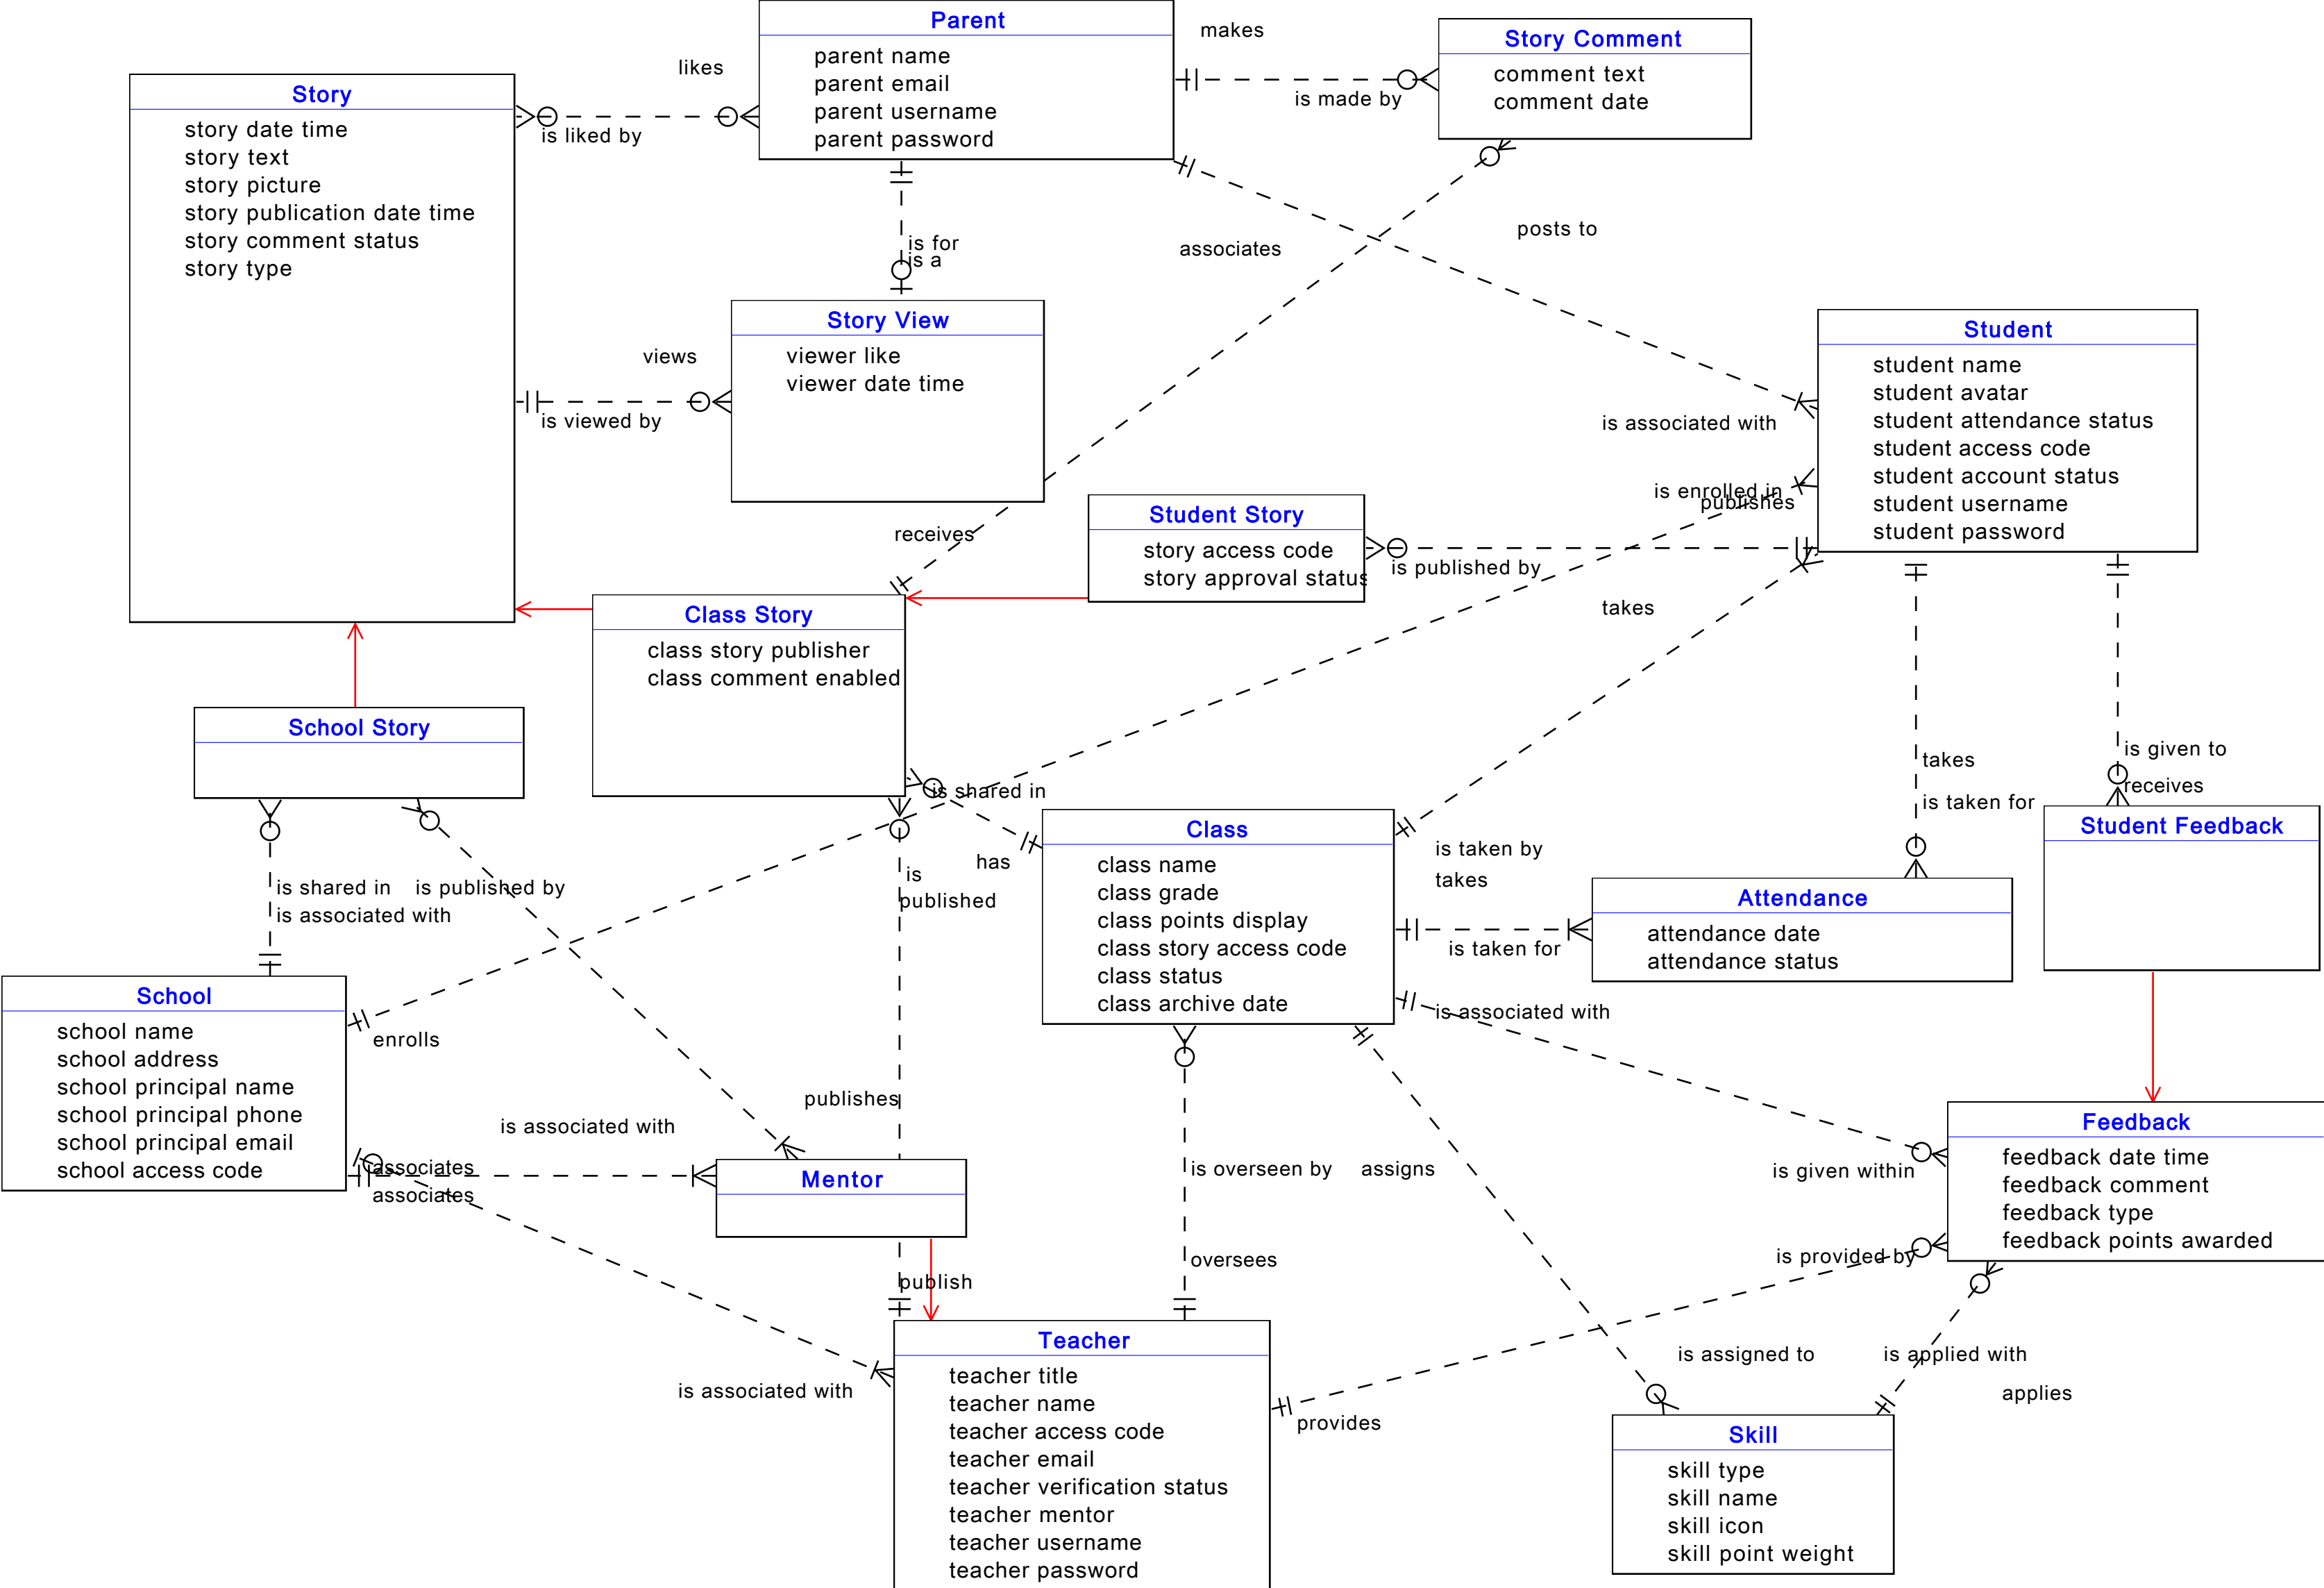 Parent
parent name
parent email
parent username
parent password
makes
is made by
Story Comment
comment text
comment date
likes
is liked by
Story
story date time
story text
story picture
story publication date time
story comment status
story type
is for
is a
associates
posts to
Story View
viewer like
viewer date time
views
is viewed by
Student
student name
student avatar
student attendance status
student access code
student account status
student username
student password
is associated with
is enrolled in
publishes
Student Story
story access code
story approval status
is published by
receives
takes
Class Story
class story publisher
class comment enabled
School Story
is shared in
has
is
published
Class
class name
class grade
class points display
class story access code
class status
class archive date
is taken by
takes
is taken for
takes
is taken for
is given to
receives
Student Feedback
Attendance
attendance date
attendance status
is shared in
is published by
is associated with
School
school name
school address
school principal name
school principal phone
school principal email
school access code
enrolls
is associated with
associates
associates
publishes
Mentor
is associated with
is overseen by
assigns
is given within
Feedback
feedback date time
feedback comment
feedback type
feedback points awarded
oversees
is provided by
publish
Teacher
teacher title
teacher name
teacher access code
teacher email
teacher verification status
teacher mentor
teacher username
teacher password
is associated with
provides
is assigned to
is applied with
applies
Skill
skill type
skill name
skill icon
skill point weight